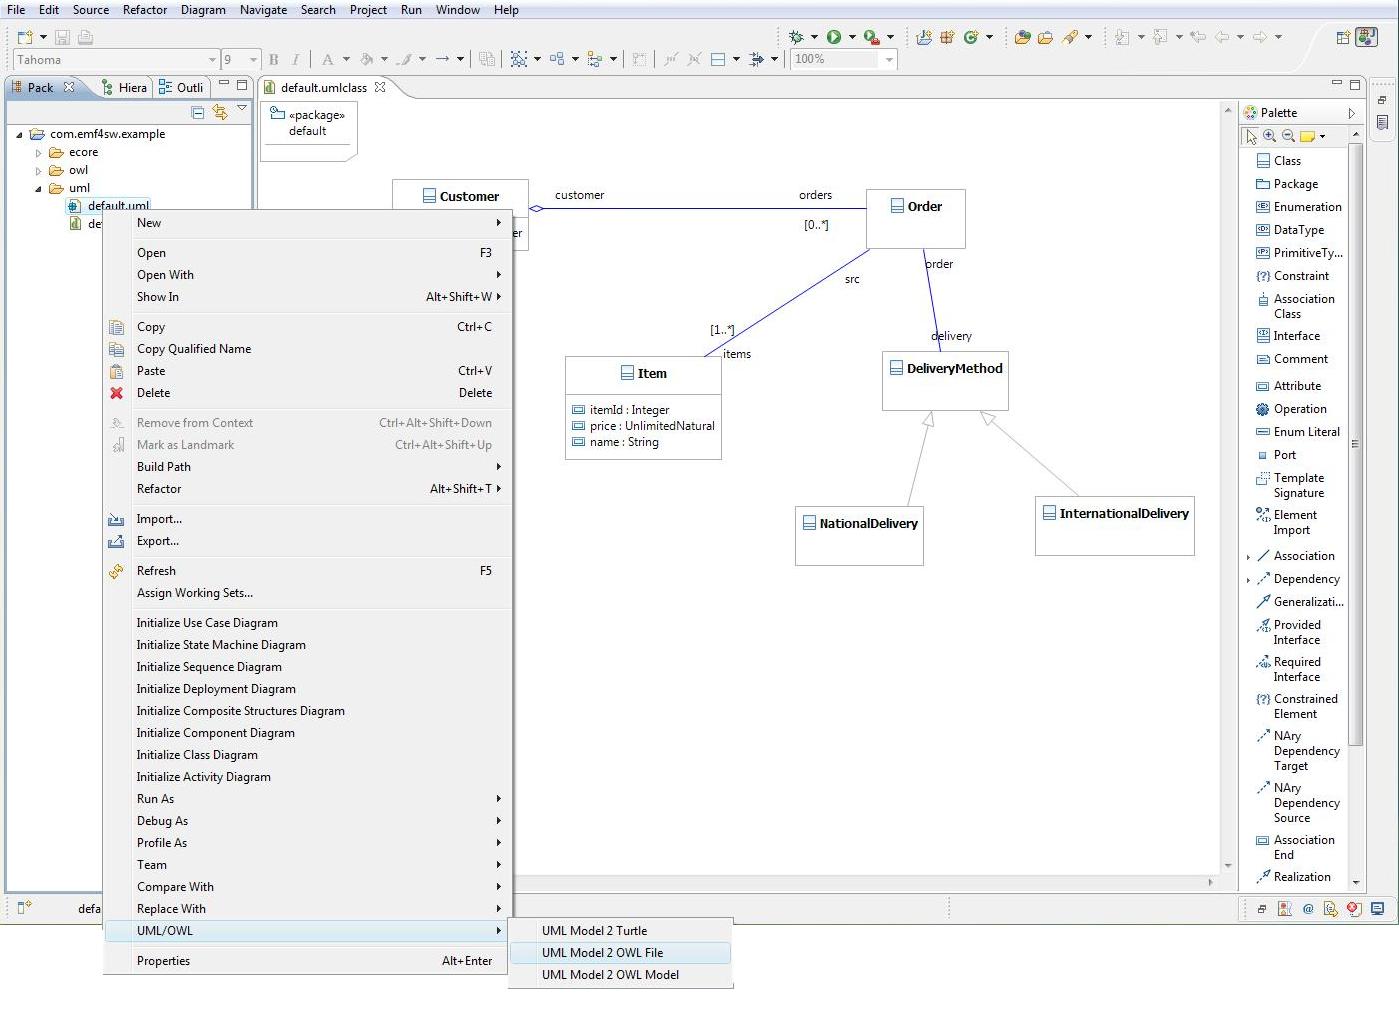 File Edit Source Refactor Diagram Navigate Search Project Run Window Help
Tahoma 9 B I A 100%
Pack Hiera Outli
default.umlclass
com.emf4sw.example
ecore
owl
uml
default.uml
def
«package»
default
Customer
er
customer
orders
[0..*]
Order
src
order
[1..*]
items
delivery
Item
itemId : Integer
price : UnlimitedNatural
name : String
DeliveryMethod
NationalDelivery
InternationalDelivery
New
Open F3
Open With
Show In Alt+Shift+W
Copy Ctrl+C
Copy Qualified Name
Paste Ctrl+V
Delete Delete
Remove from Context Ctrl+Alt+Shift+Down
Mark as Landmark Ctrl+Alt+Shift+Up
Build Path
Refactor Alt+Shift+T
Import...
Export...
Refresh F5
Assign Working Sets...
Initialize Use Case Diagram
Initialize State Machine Diagram
Initialize Sequence Diagram
Initialize Deployment Diagram
Initialize Composite Structures Diagram
Initialize Component Diagram
Initialize Class Diagram
Initialize Activity Diagram
Run As
Debug As
Profile As
Team
Compare With
Replace With
UML/OWL
Properties Alt+Enter
UML Model 2 Turtle
UML Model 2 OWL File
UML Model 2 OWL Model
defa
Palette
Class
Package
Enumeration
DataType
PrimitiveTy...
Constraint
Association
Class
Interface
Comment
Attribute
Operation
Enum Literal
Port
Template
Signature
Element
Import
Association
Dependency
Generalizati...
Provided
Interface
Required
Interface
Constrained
Element
NAry
Dependency
Target
NAry
Dependency
Source
Association
End
Realization